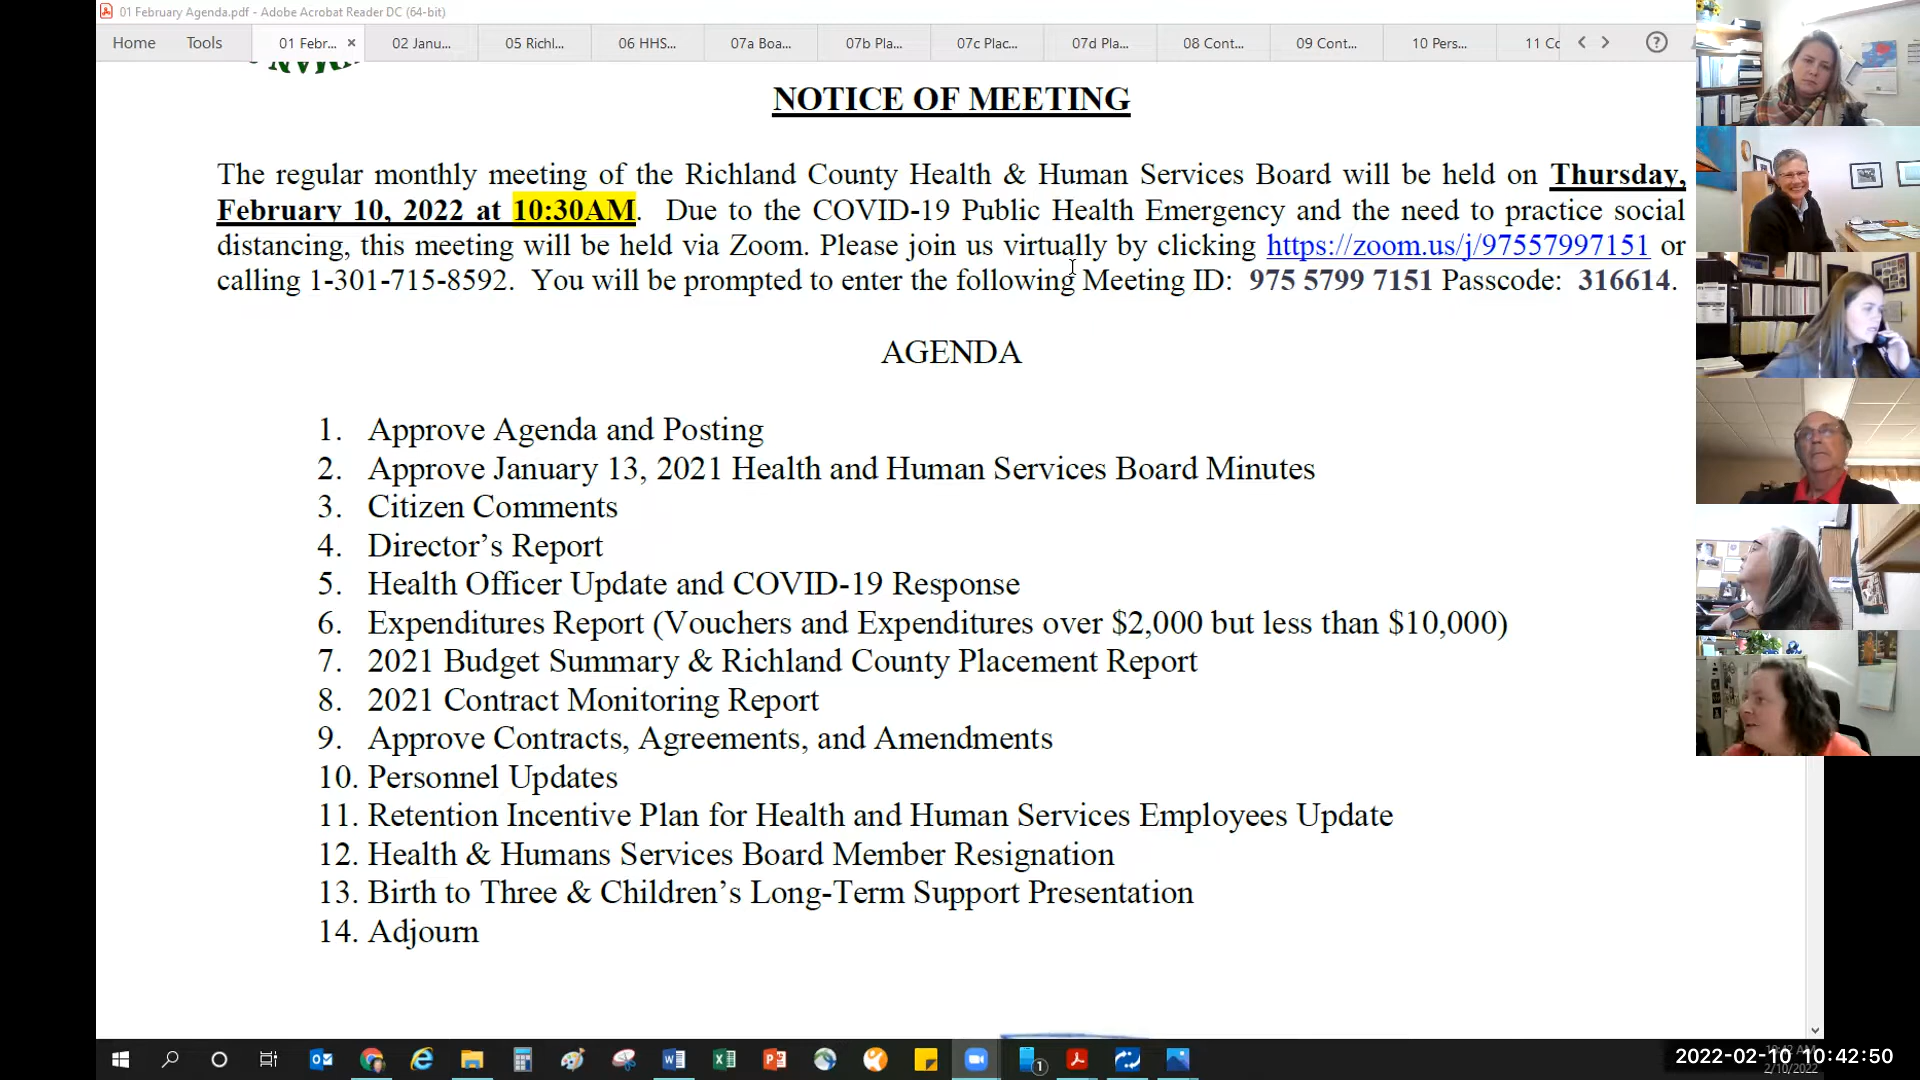 01 February Agenda.pdf - Adobe Acrobat Reader DC (64-bit)
Home Tools 01 Febr... × 02 Janu... 05 Richl... 06 HHS... 07a Boa... 07b Pla... 07c Plac... 07d Pla... 08 Cont... 09 Cont... 10 Pers... 11 Cc
NOTICE OF MEETING
The regular monthly meeting of the Richland County Health & Human Services Board will be held on Thursday,
February 10, 2022 at 10:30AM. Due to the COVID-19 Public Health Emergency and the need to practice social
distancing, this meeting will be held via Zoom. Please join us virtually by clicking https://zoom.us/j/97557997151 or
calling 1-301-715-8592. You will be prompted to enter the following Meeting ID: 975 5799 7151 Passcode: 316614.
AGENDA
1. Approve Agenda and Posting
2. Approve January 13, 2021 Health and Human Services Board Minutes
3. Citizen Comments
4. Director's Report
5. Health Officer Update and COVID-19 Response
6. Expenditures Report (Vouchers and Expenditures over $2,000 but less than $10,000)
7. 2021 Budget Summary & Richland County Placement Report
8. 2021 Contract Monitoring Report
9. Approve Contracts, Agreements, and Amendments
10. Personnel Updates
11. Retention Incentive Plan for Health and Human Services Employees Update
12. Health & Humans Services Board Member Resignation
13. Birth to Three & Children's Long-Term Support Presentation
14. Adjourn
2022-02-10 10:42:50
2/10/2022